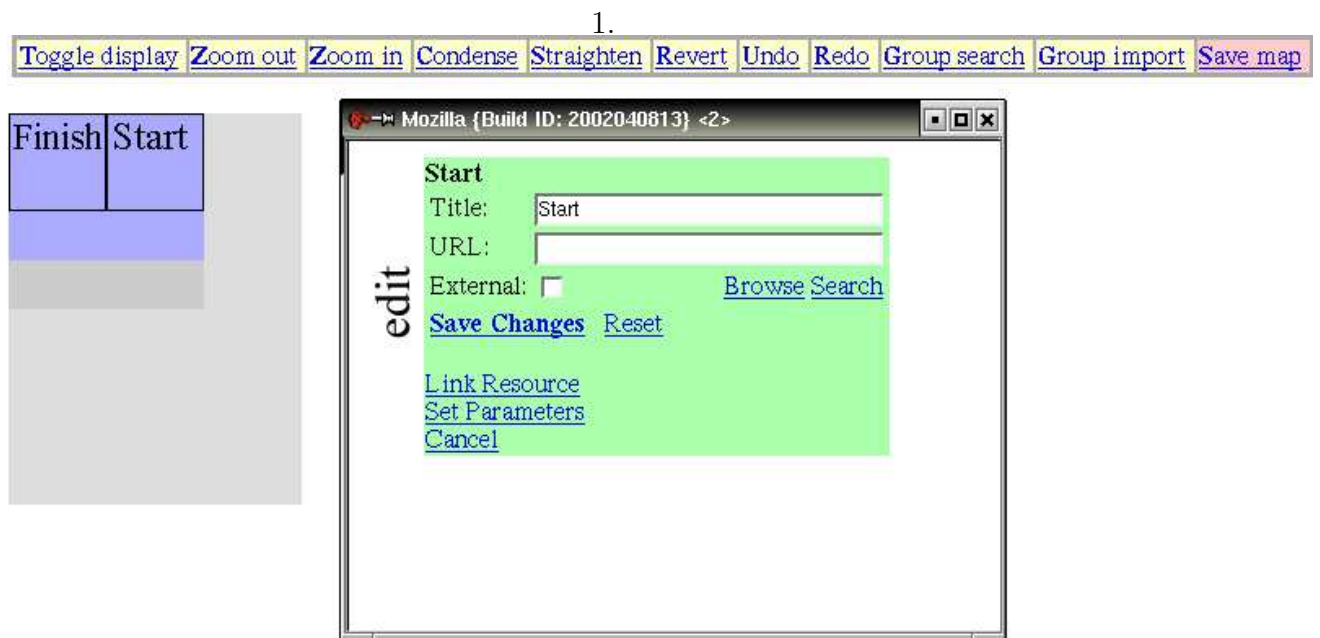 1.
Toggle display Zoom out Zoom in Condense Straighten Revert Undo Redo Group search Group import Save map
Finish Start
Mozilla {Build ID: 2002040813} <2>
edit
Start
Title: Start
URL:
External: Browse Search
Save Changes Reset
Link Resource
Set Parameters
Cancel